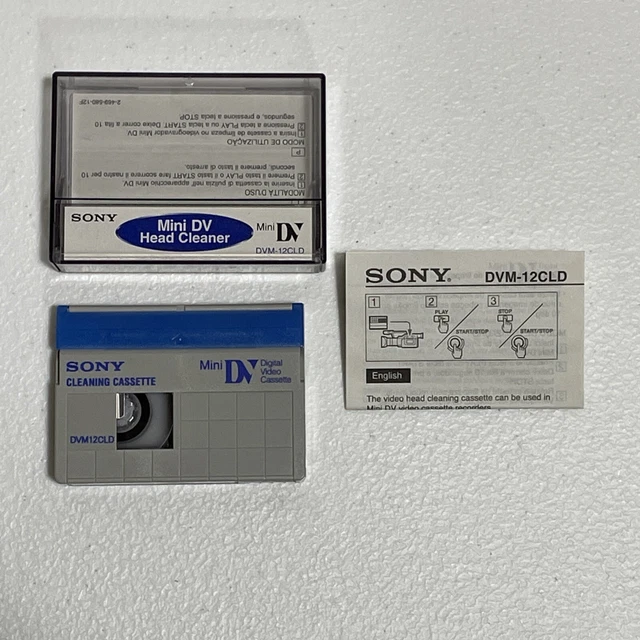 MODALITÀ D'USO
1 Inserire la cassetta di pulizia nell'apparecchio Mini DV.
2 Premere il tasto PLAY o il tasto START. fare scorrere il nastro per 10
secondi, premere il tasto di arresto.
P
MODO DE UTILIZAÇÃO
1 Insira a cassete de limpeza no videogravador Mini DV.
2 Pressione a tecla PLAY ou a tecla START. Deixe correr a fita 10
segundos, e pressione a tecla STOP.
SONY
Mini DV
Head Cleaner
Mini DV
DVM-12CLD
SONY
CLEANING CASSETTE
Mini DV Digital
Video
Cassette
DVM12CLD
SONY DVM-12CLD
1 2 3
PLAY STOP
START/STOP START/STOP
English
The video head cleaning cassette can be used in
Mini DV video cassette recorders